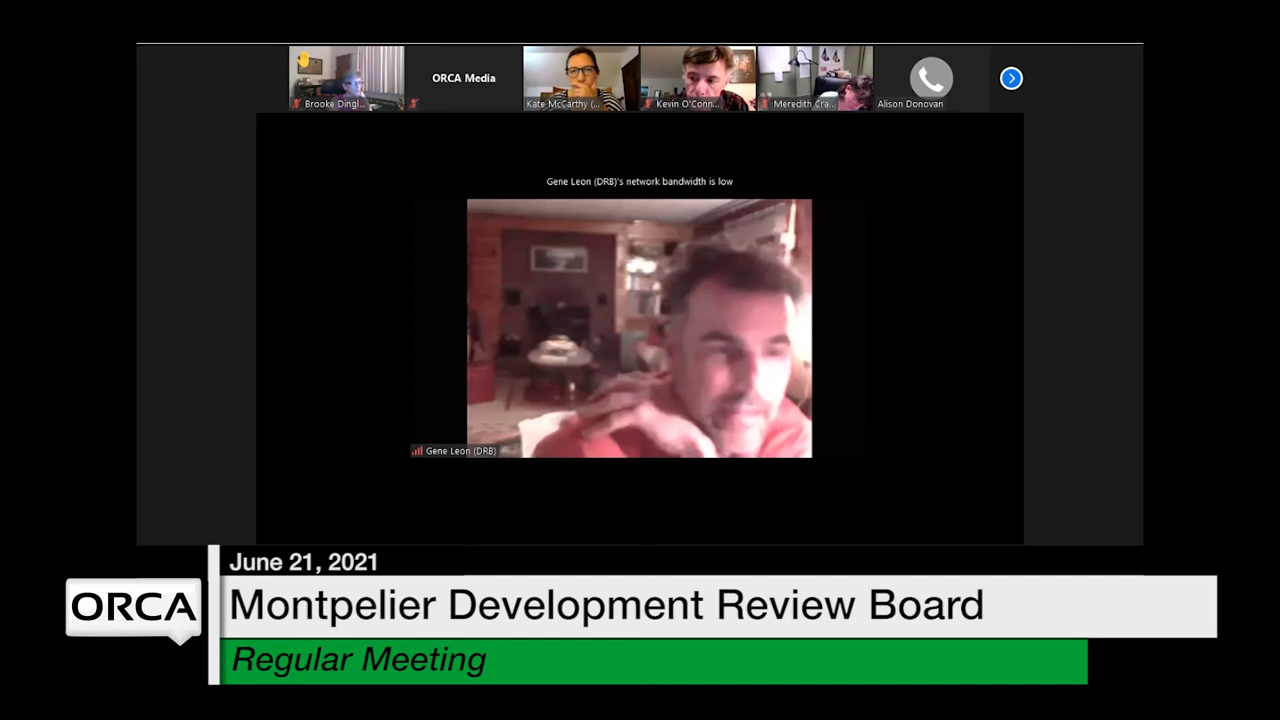 Brooke Dingl...
ORCA Media
Kate McCarthy (...
Kevin O'Conn...
Meredith Cra...
Alison Donovan
Gene Leon (DRB)'s network bandwidth is low
Gene Leon (DRB)
June 21, 2021
ORCA
Montpelier Development Review Board
Regular Meeting